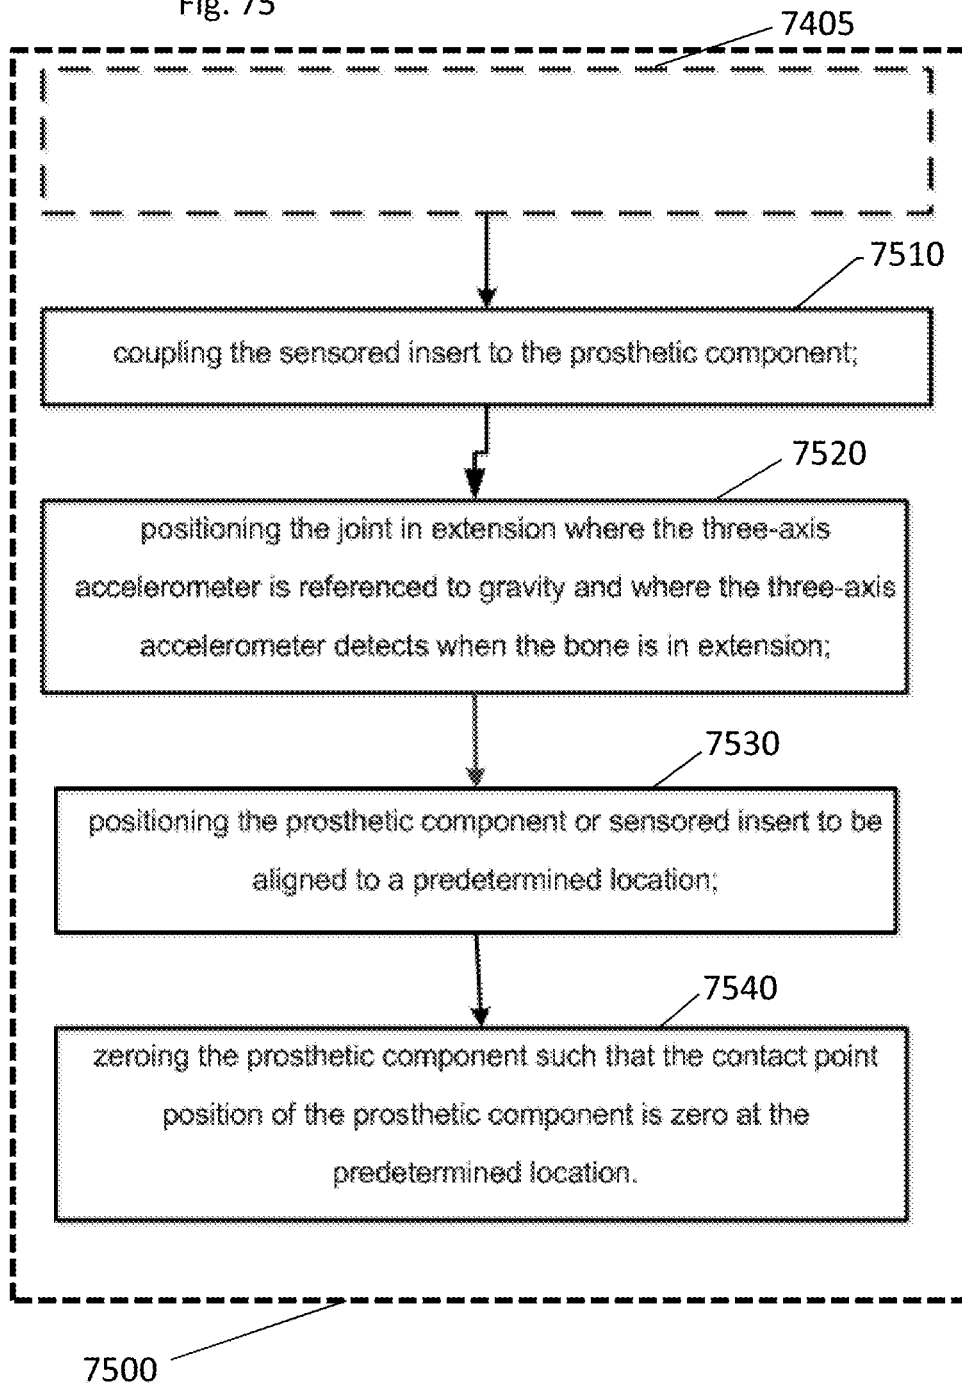 Fig. 75
7405
7510
coupling the sensored insert to the prosthetic component;
7520
positioning the joint in extension where the three-axis
accelerometer is referenced to gravity and where the three-axis
accelerometer detects when the bone is in extension;
7530
positioning the prosthetic component or sensored insert to be
aligned to a predetermined location;
7540
zeroing the prosthetic component such that the contact point
position of the prosthetic component is zero at the
predetermined location.
7500